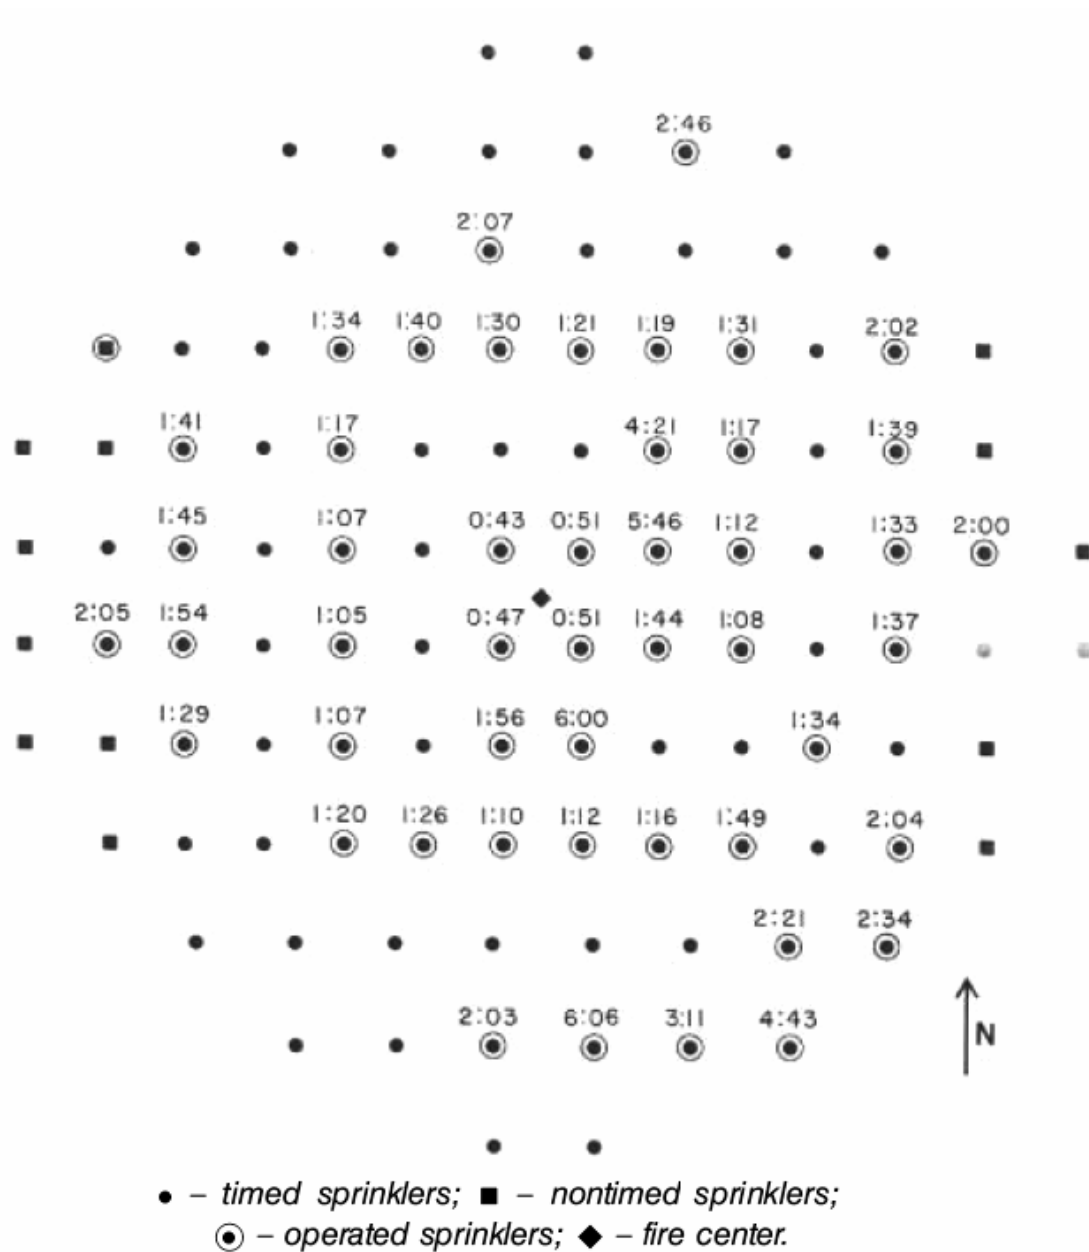 2:46
2:07
1:34 1:40 1:30 1:21 1:19 1:31 2:02
1:41 1:17 4:21 1:17 1:39
1:45 1:07 0:43 0:51 5:46 1:12 1:33 2:00
2:05 1:54 1:05 0:47 0:51 1:44 1:08 1:37
1:29 1:07 1:56 6:00 1:34
1:20 1:26 1:10 1:12 1:16 1:49 2:04
2:21 2:34
2:03 6:06 3:11 4:43
N
– timed sprinklers; – nontimed sprinklers;
– operated sprinklers; – fire center.